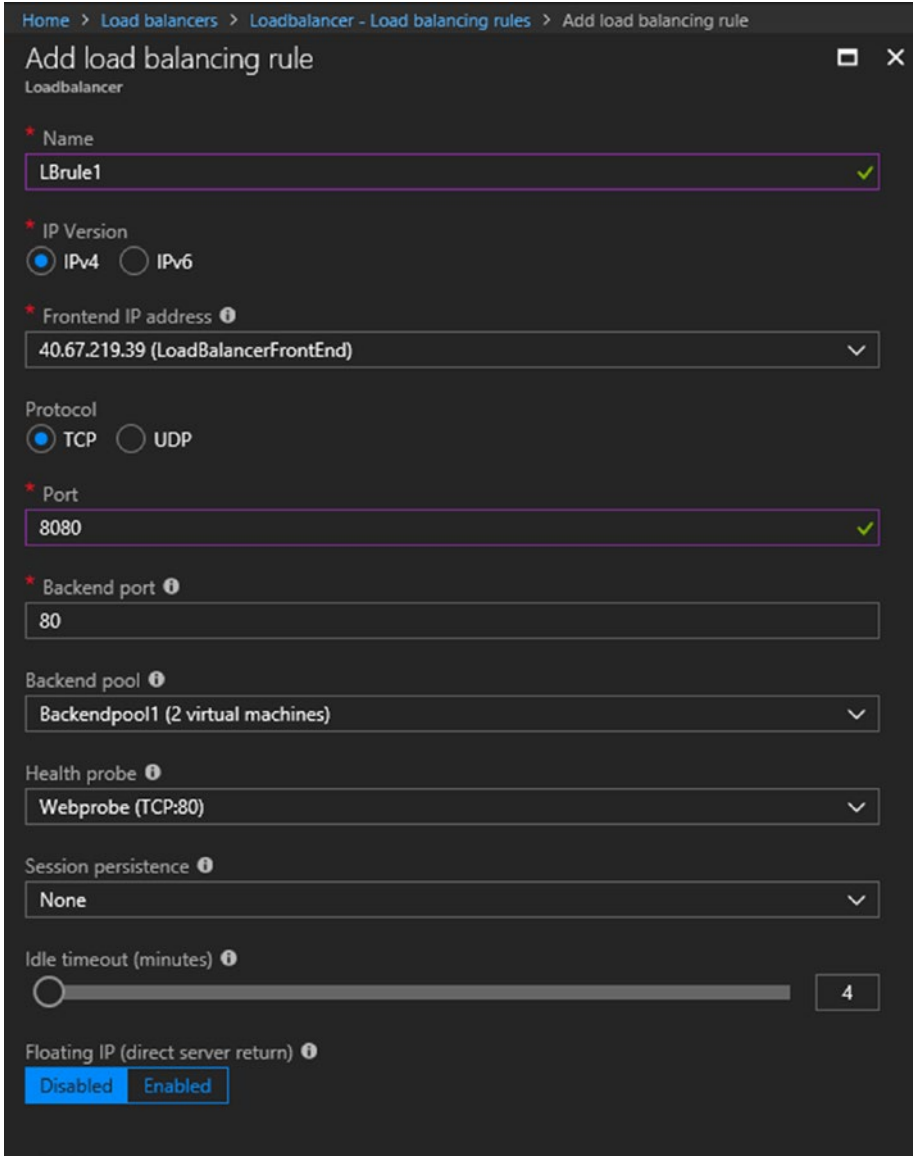 Home > Load balancers > Loadbalancer - Load balancing rules > Add load balancing rule
Add load balancing rule
Loadbalancer
* Name
LBrule1
* IP Version
IPv4 IPv6
* Frontend IP address
40.67.219.39 (LoadBalancerFrontEnd)
Protocol
TCP UDP
* Port
8080
* Backend port
80
Backend pool
Backendpool1 (2 virtual machines)
Health probe
Webprobe (TCP:80)
Session persistence
None
Idle timeout (minutes)
4
Floating IP (direct server return)
Disabled Enabled